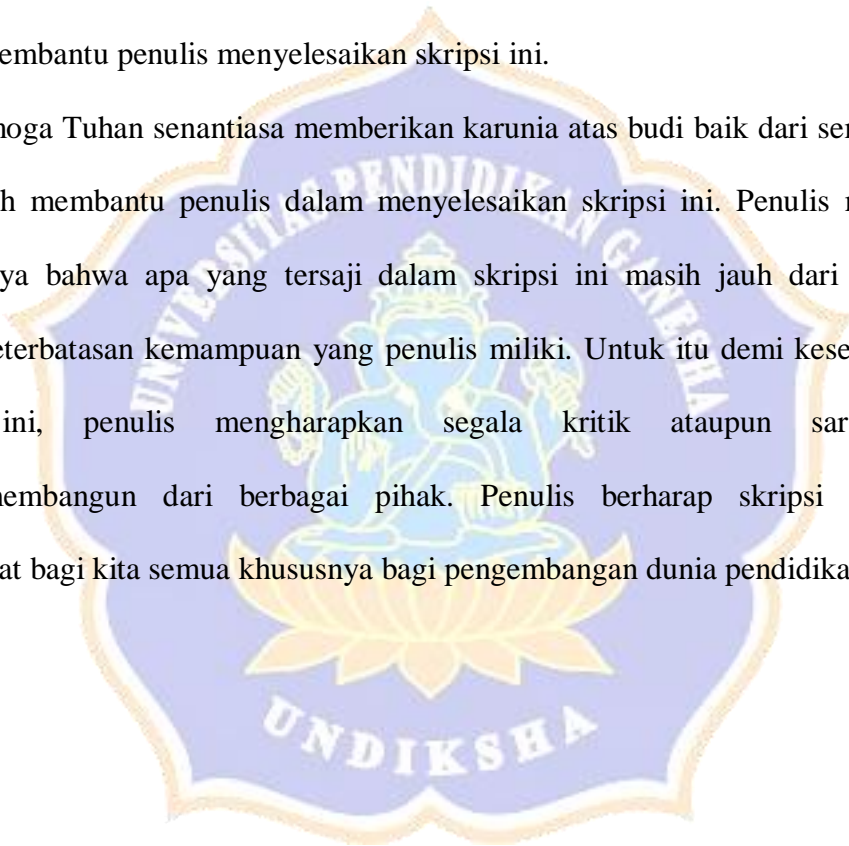 embantu penulis menyelesaikan skripsi ini.
oga Tuhan senantiasa memberikan karunia atas budi baik dari se
h membantu penulis dalam menyelesaikan skripsi ini. Penulis
ya bahwa apa yang tersaji dalam skripsi ini masih jauh dari
eterbatasan kemampuan yang penulis miliki. Untuk itu demi kese
ini, penulis mengharapkan segala kritik ataupun sar
embangun dari berbagai pihak. Penulis berharap skripsi
at bagi kita semua khususnya bagi pengembangan dunia pendidika
UNIVERSITAS PENDIDIKAN GANESHA
UNDIKSHA